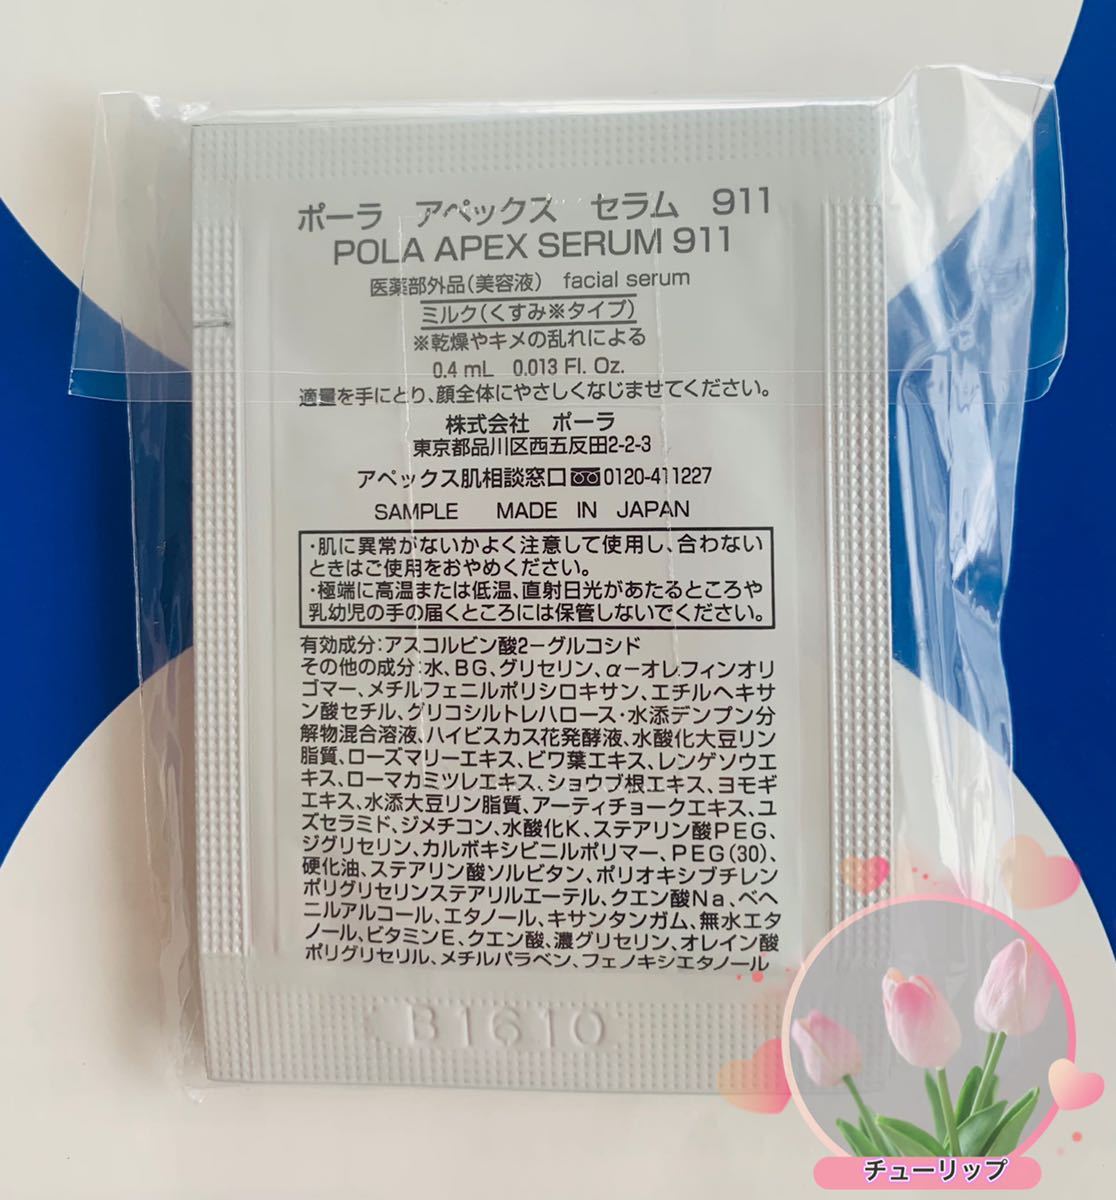 ポーラ　アペックス　セラム　911
POLA APEX SERUM 911
医薬部外品(美容液)　facial serum
ミルク(くすみ※タイプ)
※乾燥やキメの乱れによる
0.4 mL　0.013 Fl. Oz.
適量を手にとり、顔全体にやさしくなじませてください。
株式会社　ポーラ
東京都品川区西五反田2-2-3
アペックス肌相談窓口 0120-411227
SAMPLE　MADE IN JAPAN
・肌に異常がないかよく注意して使用し、合わない
ときはご使用をおやめください。
・極端に高温または低温、直射日光があたるところや
乳幼児の手の届くところには保管しないでください。
有効成分:アスコルビン酸2－グルコシド
その他の成分:水、BG、グリセリン、α－オレフィンオリ
ゴマー、メチルフェニルポリシロキサン、エチルヘキサ
ン酸セチル、グリコシルトレハロース・水添デンプン分
解物混合溶液、ハイビスカス花発酵液、水酸化大豆リン
脂質、ローズマリーエキス、ビワ葉エキス、レンゲソウエ
キス、ローマカミツレエキス、ショウブ根エキス、ヨモギ
エキス、水添大豆リン脂質、アーティチョークエキス、ユ
ズセラミド、ジメチコン、水酸化K、ステアリン酸PEG、
ジグリセリン、カルボキシビニルポリマー、PEG(30)、
硬化油、ステアリン酸ソルビタン、ポリオキシブチレン
ポリグリセリンステアリルエーテル、クエン酸Na、ベヘ
ニルアルコール、エタノール、キサンタンガム、無水エタ
ノール、ビタミンE、クエン酸、濃グリセリン、オレイン酸
ポリグリセリル、メチルパラベン、フェノキシエタノール
B1610
チューリップ